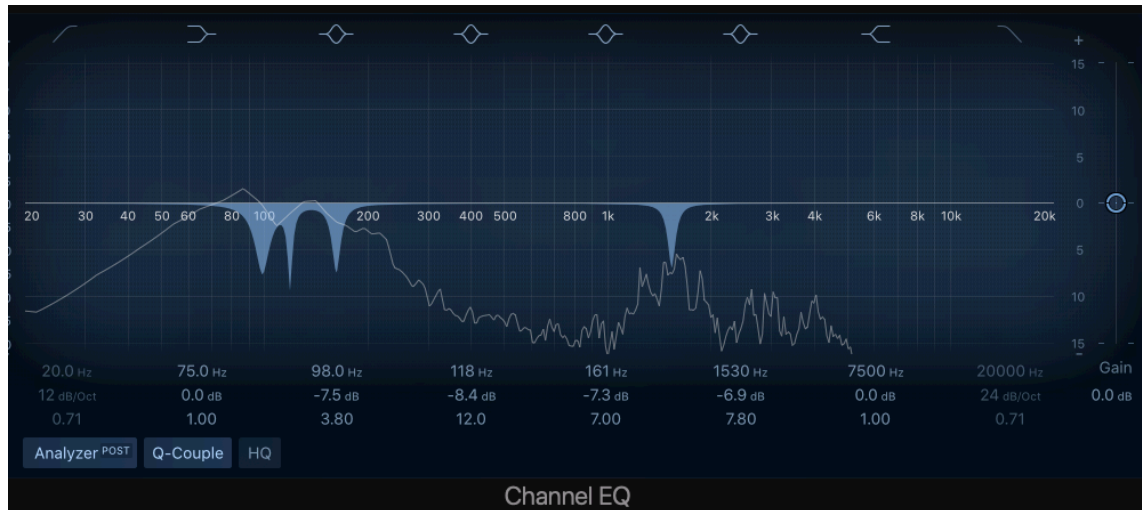 +
15
10
5
0
20 30 40 50 60 80 100 200 300 400 500 800 1k 2k 3k 4k 6k 8k 10k 20k
5
10
15
-
20.0 Hz 75.0 Hz 98.0 Hz 118 Hz 161 Hz 1530 Hz 7500 Hz 20000 Hz Gain
12 dB/Oct 0.0 dB -7.5 dB -8.4 dB -7.3 dB -6.9 dB 0.0 dB 24 dB/Oct 0.0 dB
0.71 1.00 3.80 12.0 7.00 7.80 1.00 0.71
Analyzer POST Q-Couple HQ
Channel EQ